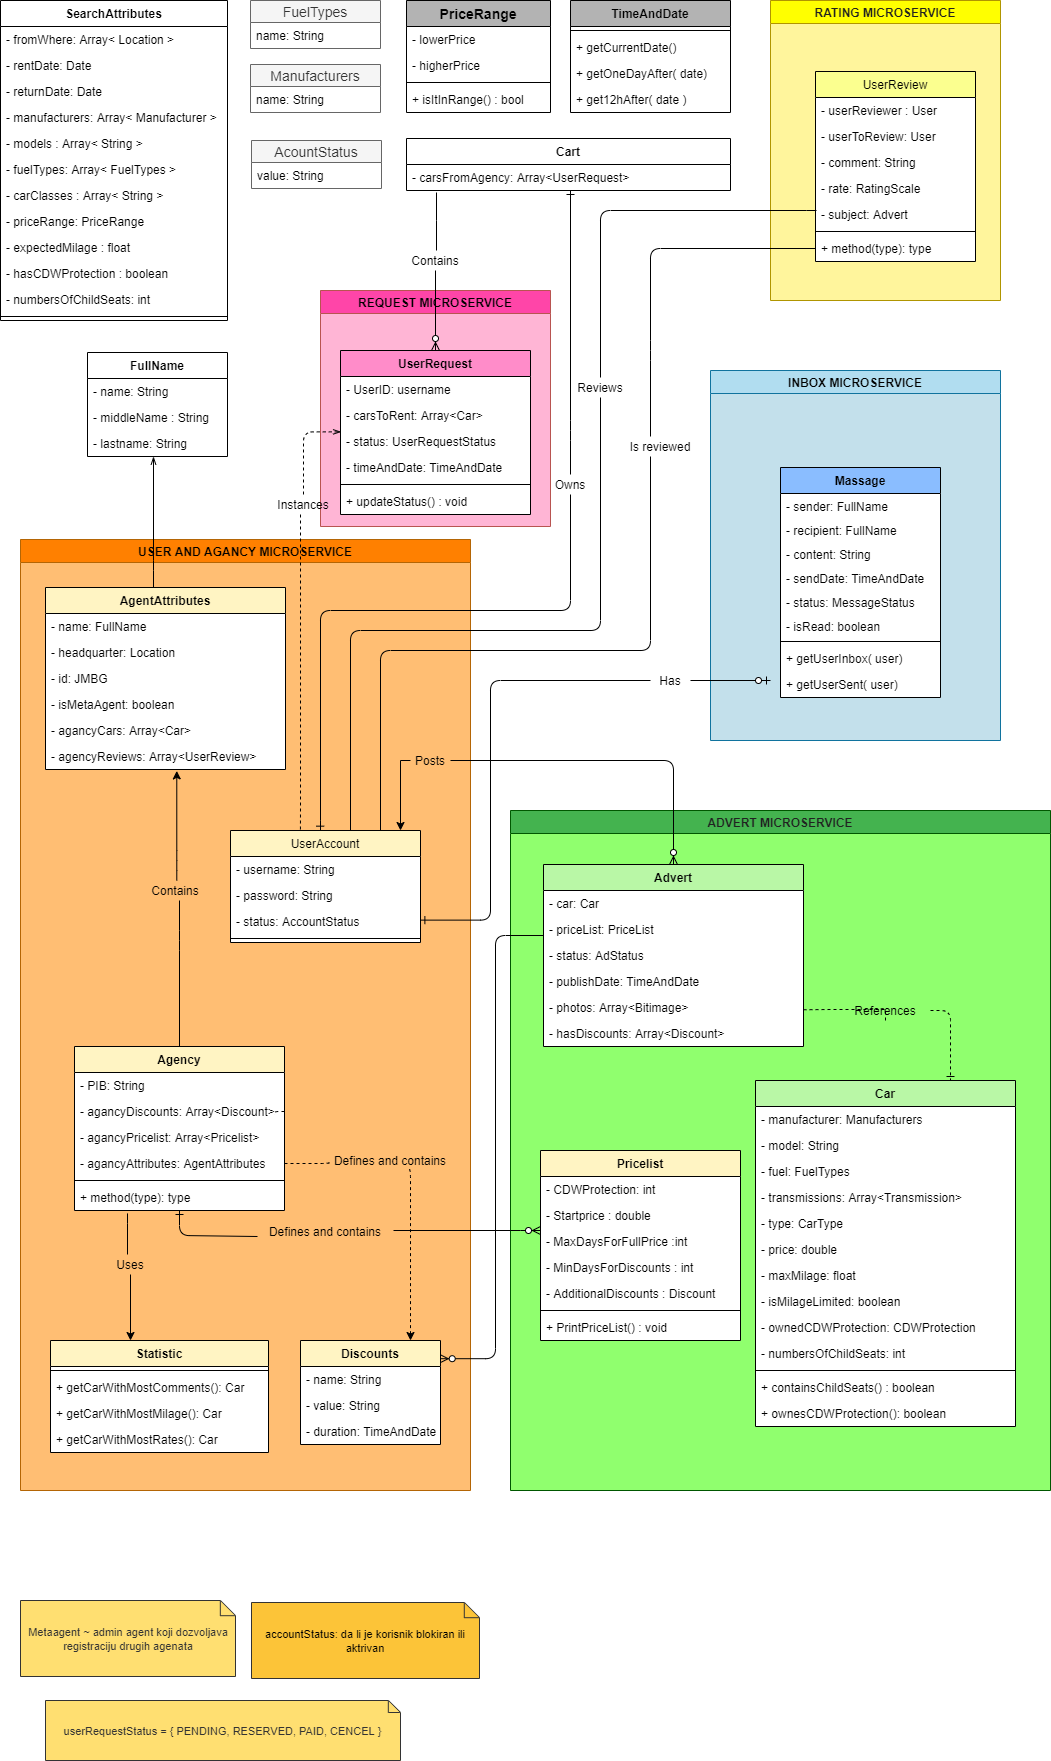 SearchAttributes
- fromWhere: Array< Location >
- rentDate: Date
- returnDate: Date
- manufacturers: Array< Manufacturer >
- models : Array< String >
- fuelTypes: Array< FuelTypes >
- carClasses : Array< String >
- priceRange: PriceRange
- expectedMilage : float
- hasCDWProtection : boolean
- numbersOfChildSeats: int
FuelTypes
name: String
Manufacturers
name: String
AcountStatus
value: String
PriceRange
- lowerPrice
- higherPrice
+ isItInRange() : bool
TimeAndDate
+ getCurrentDate()
+ getOneDayAfter( date)
+ get12hAfter( date )
Cart
- carsFromAgency: Array<UserRequest>
RATING MICROSERVICE
UserReview
- userReviewer : User
- userToReview: User
- comment: String
- rate: RatingScale
- subject: Advert
+ method(type): type
Contains
REQUEST MICROSERVICE
UserRequest
- UserID: username
- carsToRent: Array<Car>
- status: UserRequestStatus
- timeAndDate: TimeAndDate
+ updateStatus() : void
Reviews
Is reviewed
Owns
Instances
FullName
- name: String
- middleName : String
- lastname: String
INBOX MICROSERVICE
Massage
- sender: FullName
- recipient: FullName
- content: String
- sendDate: TimeAndDate
- status: MessageStatus
- isRead: boolean
+ getUserInbox( user)
+ getUserSent( user)
Has
USER AND AGANCY MICROSERVICE
AgentAttributes
- name: FullName
- headquarter: Location
- id: JMBG
- isMetaAgent: boolean
- agancyCars: Array<Car>
- agencyReviews: Array<UserReview>
Posts
UserAccount
- username: String
- password: String
- status: AccountStatus
Contains
Agency
- PIB: String
- agancyDiscounts: Array<Discount>
- agancyPricelist: Array<Pricelist>
- agancyAttributes: AgentAttributes
+ method(type): type
Defines and contains
Defines and contains
Uses
Statistic
+ getCarWithMostComments(): Car
+ getCarWithMostMilage(): Car
+ getCarWithMostRates(): Car
Discounts
- name: String
- value: String
- duration: TimeAndDate
ADVERT MICROSERVICE
Advert
- car: Car
- priceList: PriceList
- status: AdStatus
- publishDate: TimeAndDate
- photos: Array<Bitimage>
- hasDiscounts: Array<Discount>
References
Car
- manufacturer: Manufacturers
- model: String
- fuel: FuelTypes
- transmissions: Array<Transmission>
- type: CarType
- price: double
- maxMilage: float
- isMilageLimited: boolean
- ownedCDWProtection: CDWProtection
- numbersOfChildSeats: int
+ containsChildSeats() : boolean
+ ownesCDWProtection(): boolean
Pricelist
- CDWProtection: int
- Startprice : double
- MaxDaysForFullPrice :int
- MinDaysForDiscounts : int
- AdditionalDiscounts : Discount
+ PrintPriceList() : void
Metaagent ~ admin agent koji dozvoljava
registraciju drugih agenata
accountStatus: da li je korisnik blokiran ili
aktrivan
userRequestStatus = { PENDING, RESERVED, PAID, CENCEL }